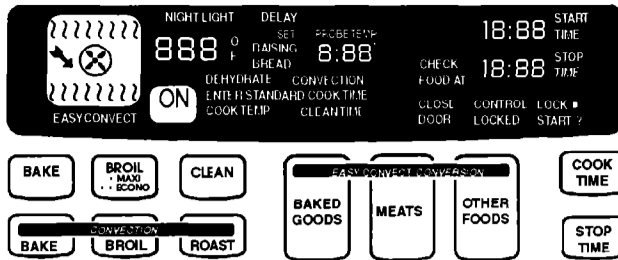 NIGHT LIGHT DELAY
SET PROBE TEMP
888 °F RAISING BREAD 8:88
18:88 START TIME
CHECK FOOD AT 18:88 STOP TIME
DEHYDRATE CONVECTION
ON ENTER STANDARD COOK TIME
COOK TEMP CLEAN TIME
CLOSE DOOR CONTROL LOCKED LOCK START ?
EASY CONVECT
BAKE
BROIL
· MAXI
·· ECONO
CLEAN
CONVECTION
BAKE BROIL ROAST
EASY CONVECT CONVERSION
BAKED GOODS
MEATS
OTHER FOODS
COOK TIME
STOP TIME